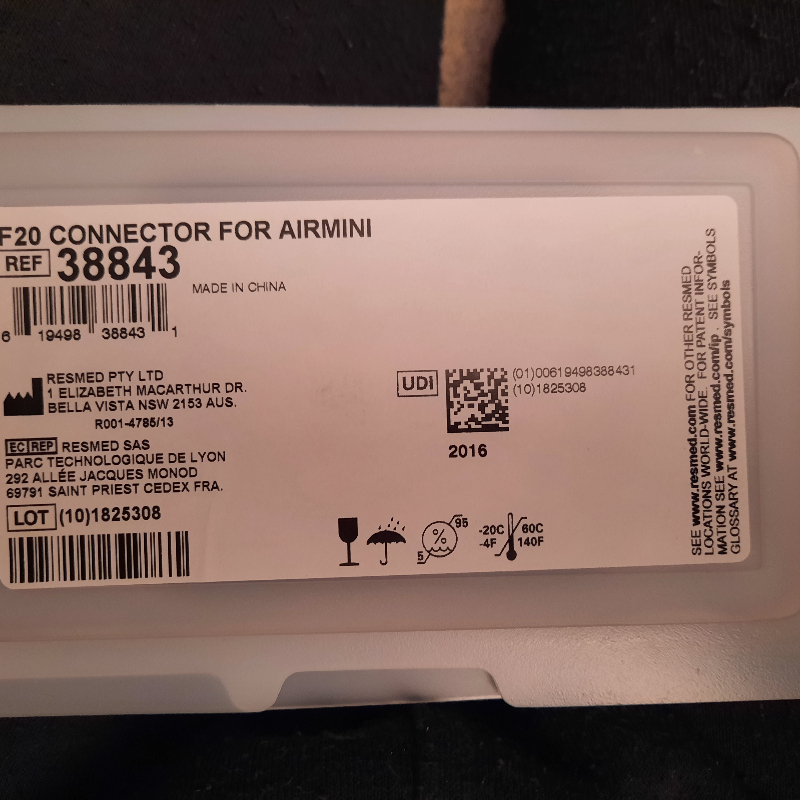 F20 CONNECTOR FOR AIRMINI
REF 38843
MADE IN CHINA
6 19498 38843 1
RESMED PTY LTD
1 ELIZABETH MACARTHUR DR.
BELLA VISTA NSW 2153 AUS.
R001-4785/13
EC REP RESMED SAS
PARC TECHNOLOGIQUE DE LYON
292 ALLÉE JACQUES MONOD
69791 SAINT PRIEST CEDEX FRA.
LOT (10)1825308
UDI
(01)00619498388431
(10)1825308
2016
% 95
5
-20C 60C
-4F 140F
SEE www.resmed.com FOR OTHER RESMED
LOCATIONS WORLD-WIDE. FOR PATENT INFOR-
MATION SEE www.resmed.com/ip. SEE SYMBOLS
GLOSSARY AT www.resmed.com/symbols